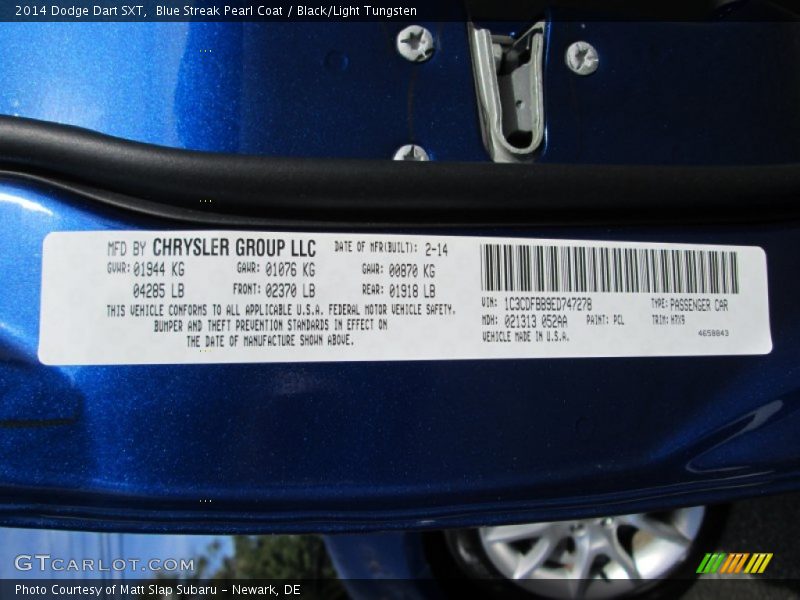 2014 Dodge Dart SXT,  Blue Streak Pearl Coat / Black/Light Tungsten
MFD BY CHRYSLER GROUP LLC DATE OF MFR(BUILT): 2-14
GVWR: 01944 KG GAWR: 01076 KG GAWR: 00870 KG
04285 LB FRONT: 02370 LB REAR: 01918 LB
THIS VEHICLE CONFORMS TO ALL APPLICABLE U.S.A. FEDERAL MOTOR VEHICLE SAFETY,
BUMPER AND THEFT PREVENTION STANDARDS IN EFFECT ON
THE DATE OF MANUFACTURE SHOWN ABOVE.
VIN: 1C3CDFBB9ED747278 TYPE: PASSENGER CAR
MDH: 021313 052AA PAINT: PCL TRIM: H7X9
VEHICLE MADE IN U.S.A. 4658843
GTCARLOT.COM
Photo Courtesy of Matt Slap Subaru - Newark, DE